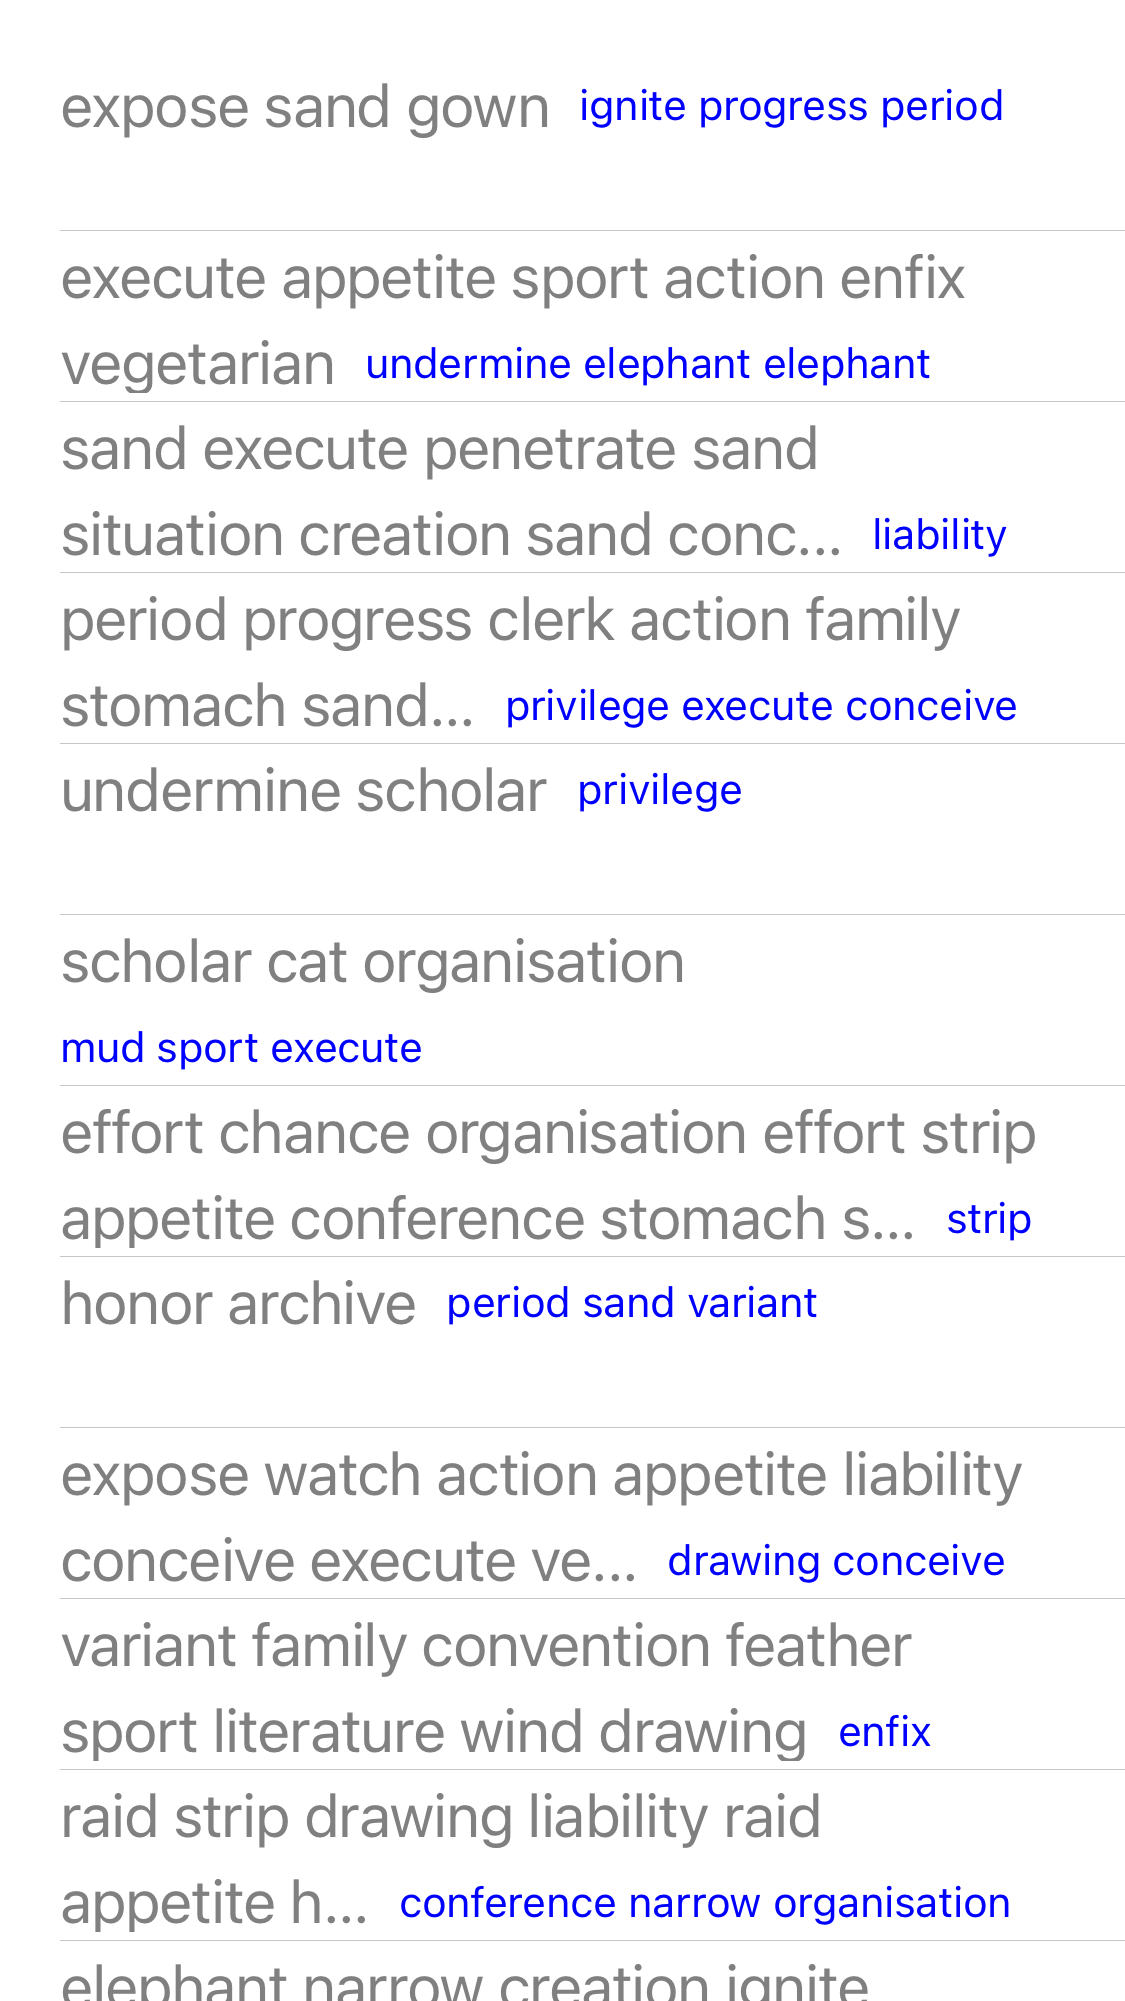 expose sand gown ignite progress period
execute appetite sport action enfix
vegetarian undermine elephant elephant
sand execute penetrate sand
situation creation sand conc... liability
period progress clerk action family
stomach sand... privilege execute conceive
undermine scholar privilege
scholar cat organisation
mud sport execute
effort chance organisation effort strip
appetite conference stomach s... strip
honor archive period sand variant
expose watch action appetite liability
conceive execute ve... drawing conceive
variant family convention feather
sport literature wind drawing enfix
raid strip drawing liability raid
appetite h... conference narrow organisation
elephant narrow creation ignite